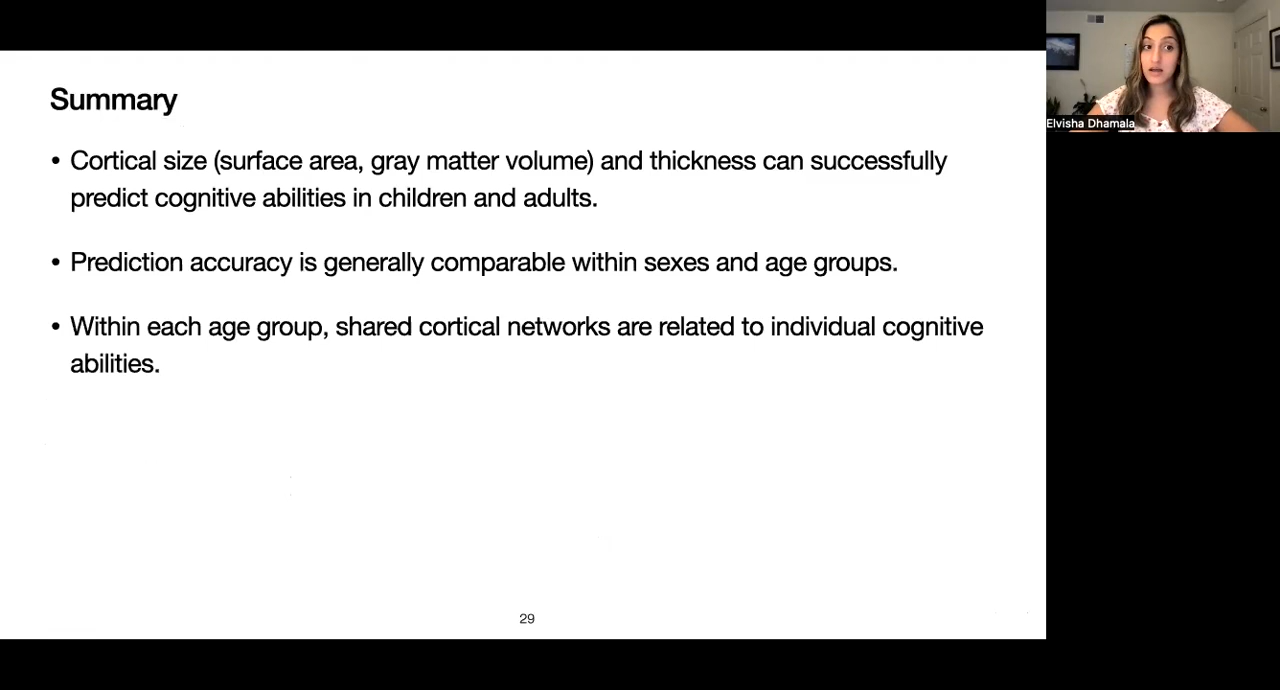 Summary
• Cortical size (surface area, gray matter volume) and thickness can successfully
predict cognitive abilities in children and adults.
• Prediction accuracy is generally comparable within sexes and age groups.
• Within each age group, shared cortical networks are related to individual cognitive
abilities.
29
Elvisha Dhamala